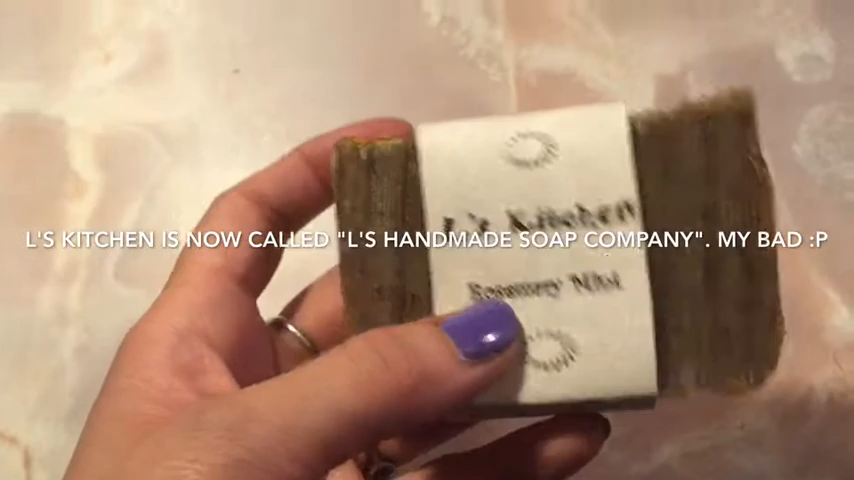 L's Kitchen
L'S KITCHEN IS NOW CALLED "L'S HANDMADE SOAP COMPANY". MY BAD :P
Rosemary Mint